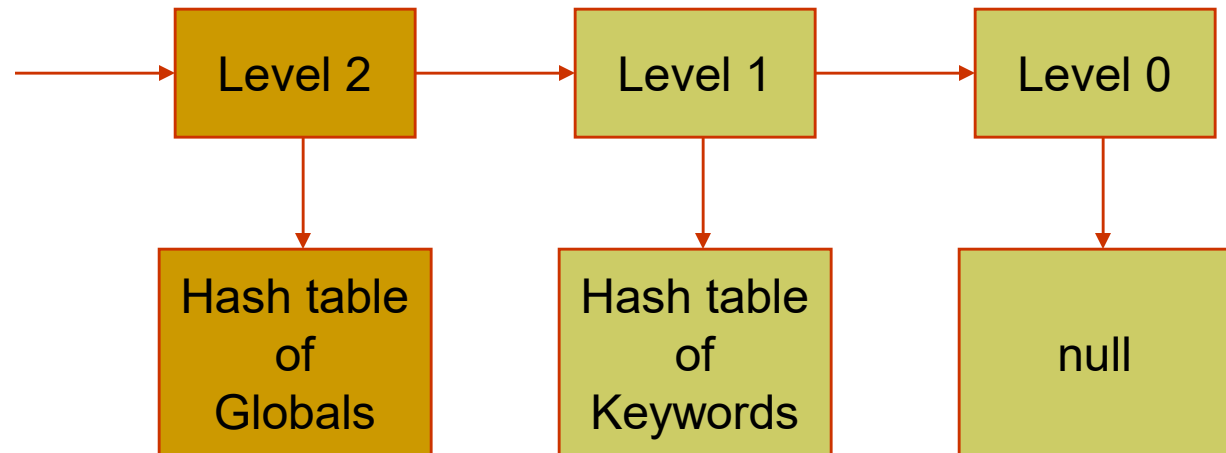 Level 2
Level 1
Level 0
Hash table
of
Globals
Hash table
of
Keywords
null